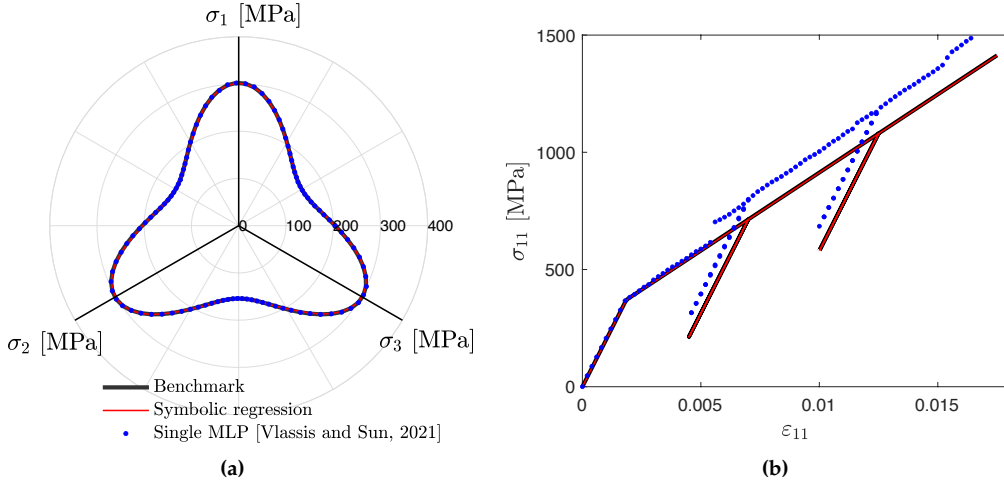 σ₁ [MPa]
0 100 200 300 400
σ₂ [MPa]
σ₃ [MPa]
Benchmark
Symbolic regression
Single MLP [Vlassis and Sun, 2021]
(a)
1500
1000
500
0
σ₁₁ [MPa]
0 0.005 0.01 0.015
ε₁₁
(b)